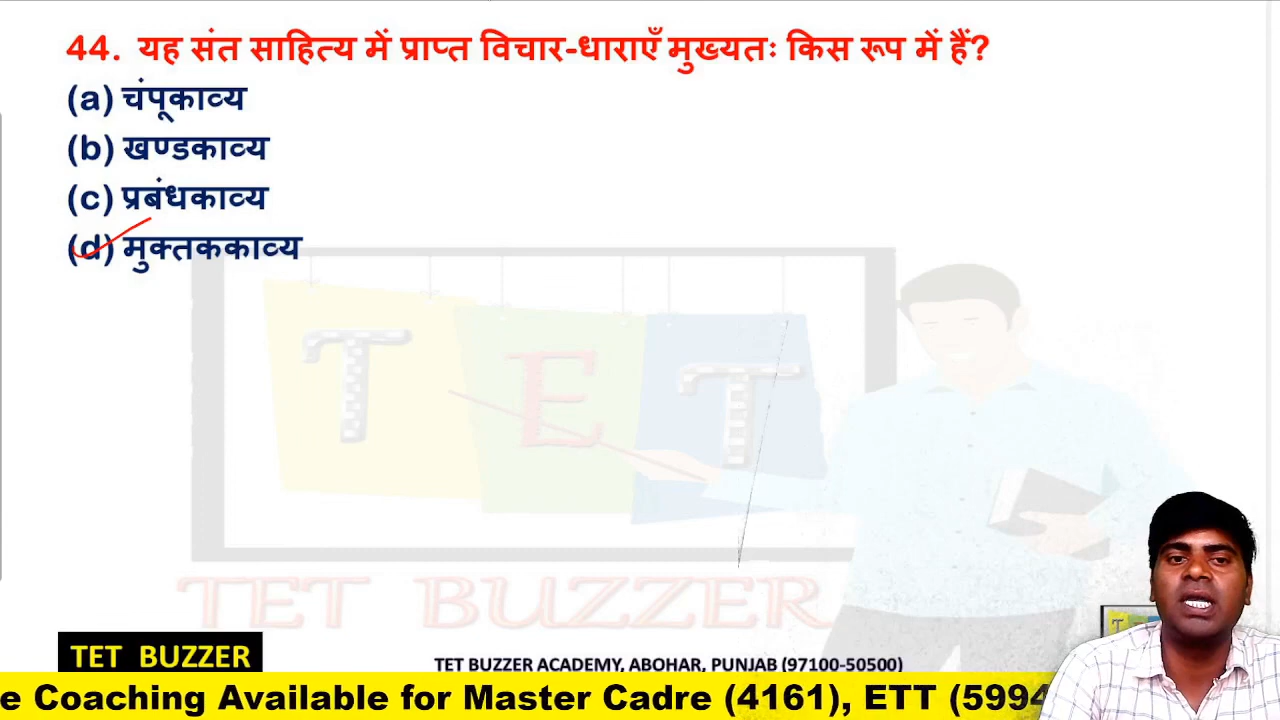 44. यह संत साहित्य में प्राप्त विचार-धाराएँ मुख्यतः किस रूप में हैं?
(a) चंपूकाव्य
(b) खण्डकाव्य
(c) प्रबंधकाव्य
(d) मुक्तककाव्य
T E T
TET BUZZER
TET BUZZER
TET BUZZER ACADEMY, ABOHAR, PUNJAB (97100-50500)
e Coaching Available for Master Cadre (4161), ETT (5994